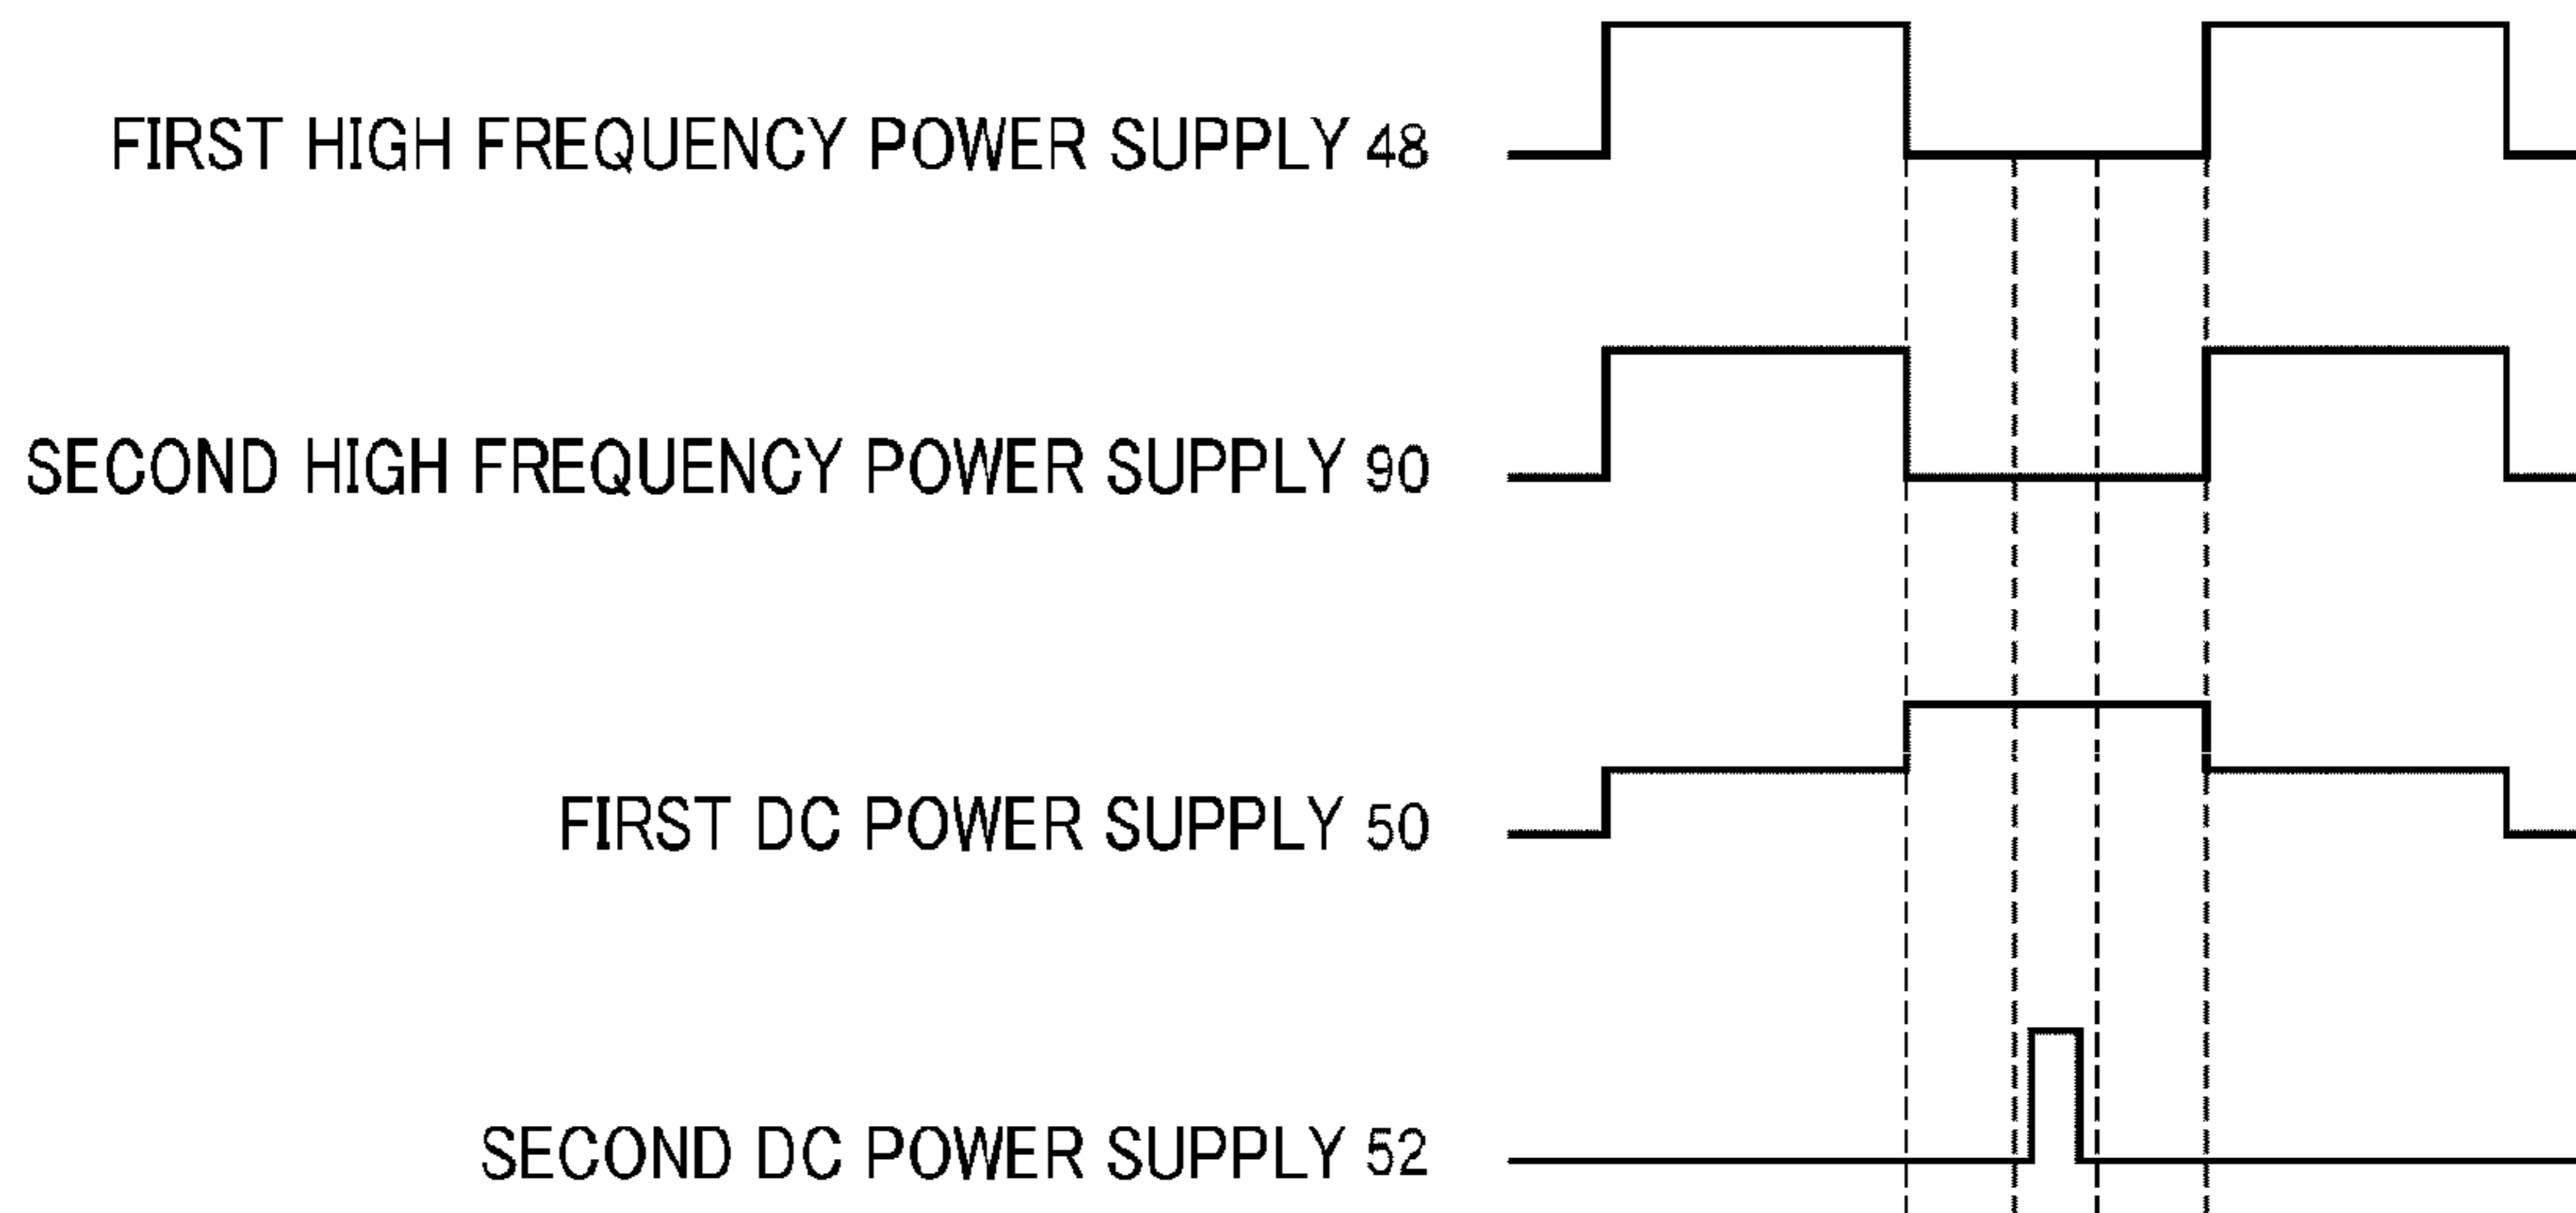 FIRST HIGH FREQUENCY POWER SUPPLY 48
SECOND HIGH FREQUENCY POWER SUPPLY 90
FIRST DC POWER SUPPLY 50
SECOND DC POWER SUPPLY 52